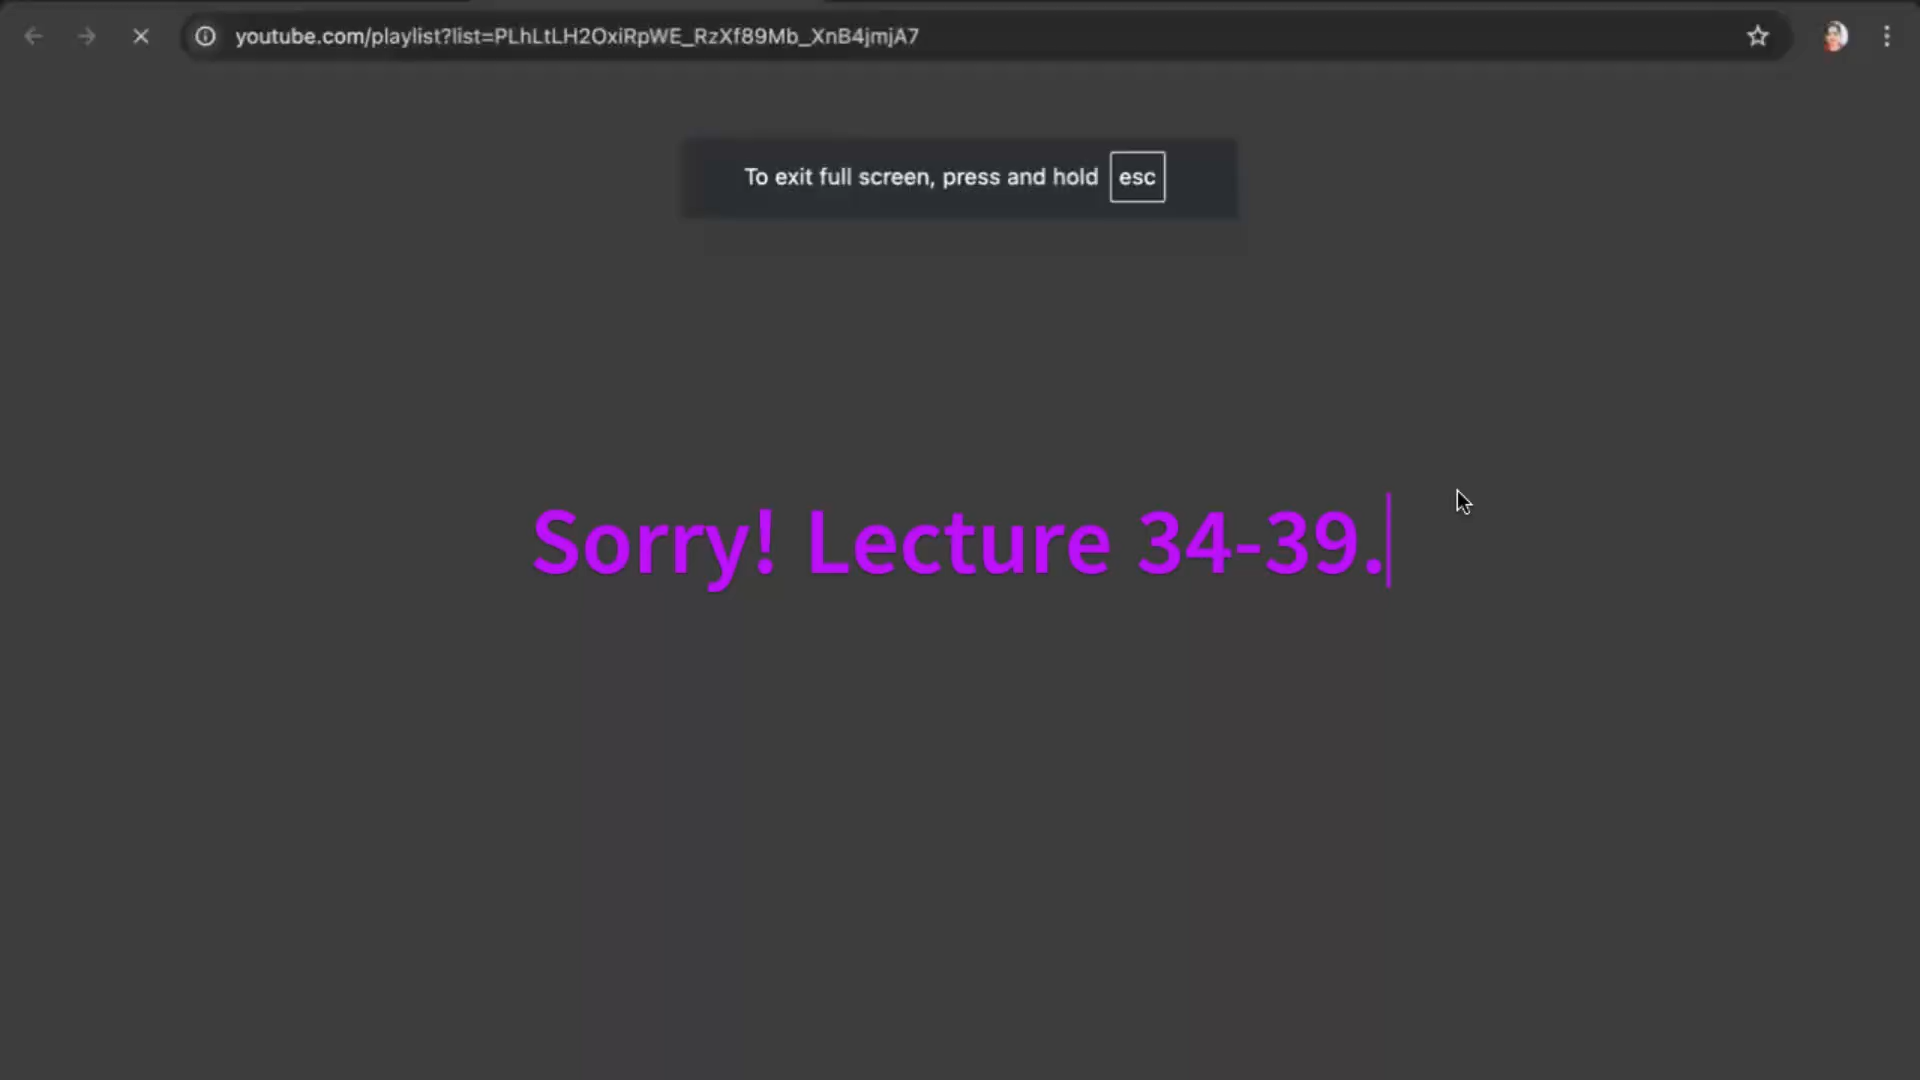 youtube.com/playlist?list=PLhLtLH2OxiRpWE_RzXf89Mb_XnB4jmjA7
To exit full screen, press and hold esc
Sorry! Lecture 34-39.